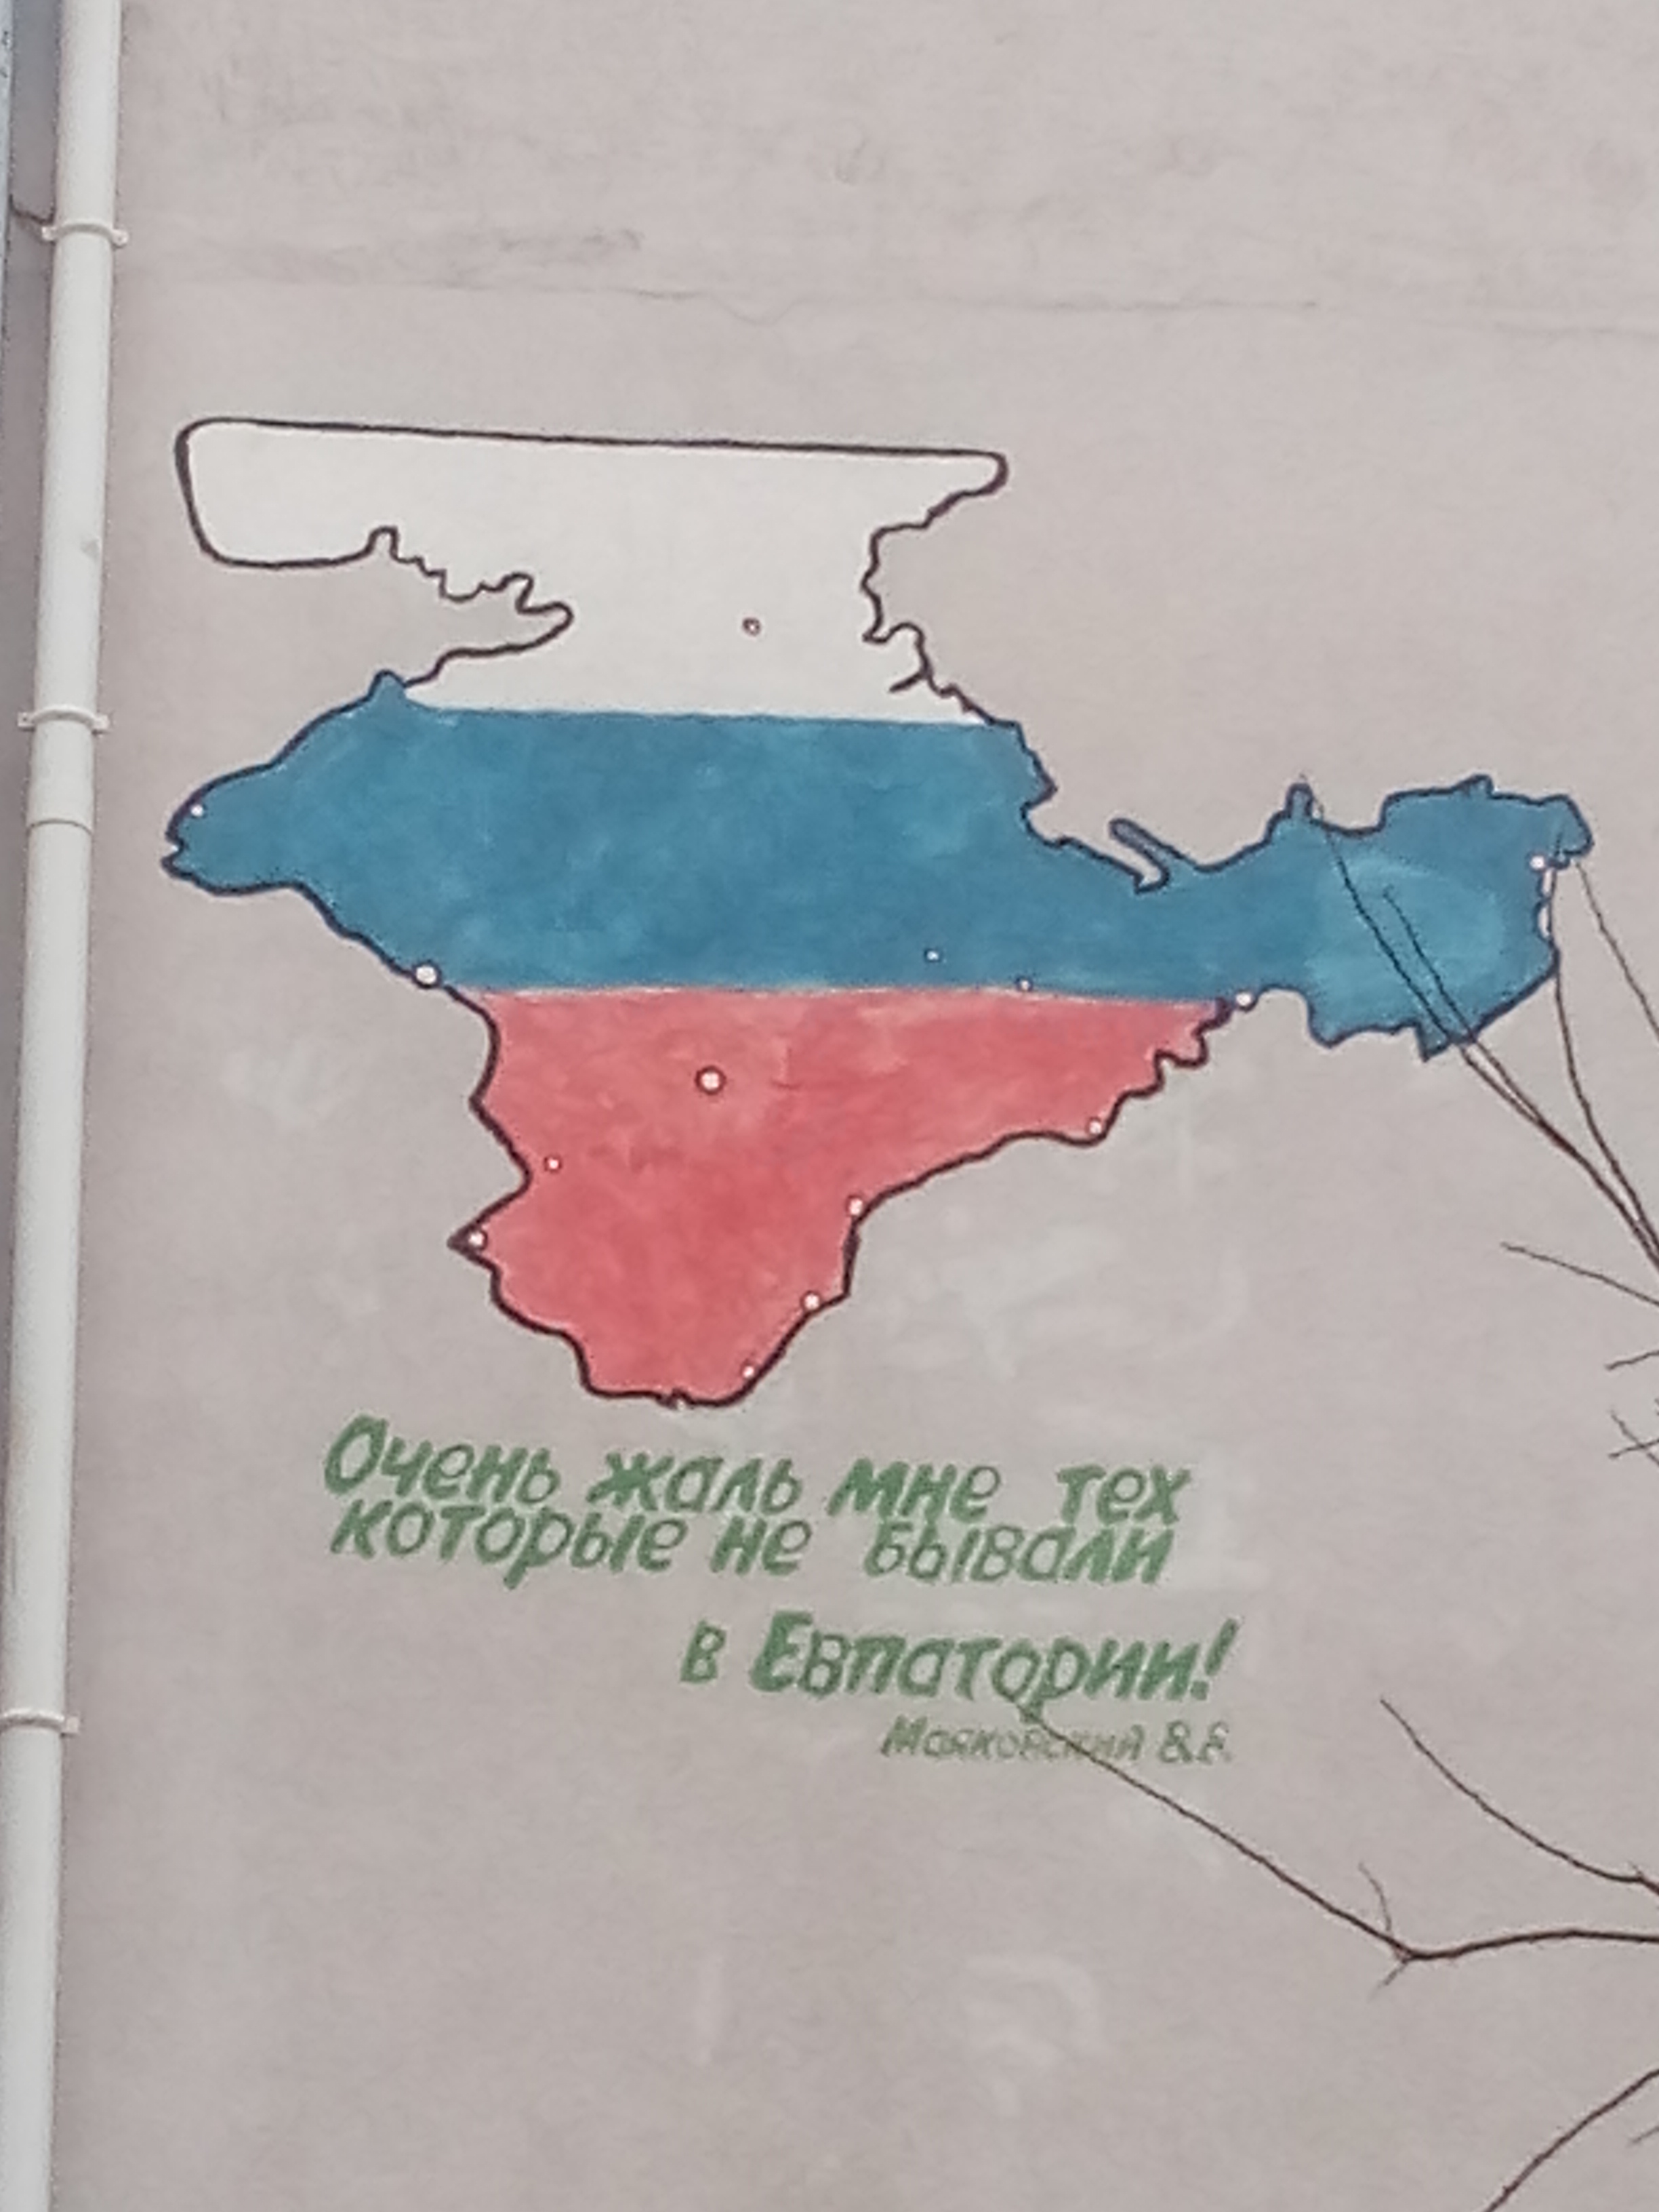 Очень жаль мне тех
которые не бывали
в Евпатории!
Маяковский В.В.